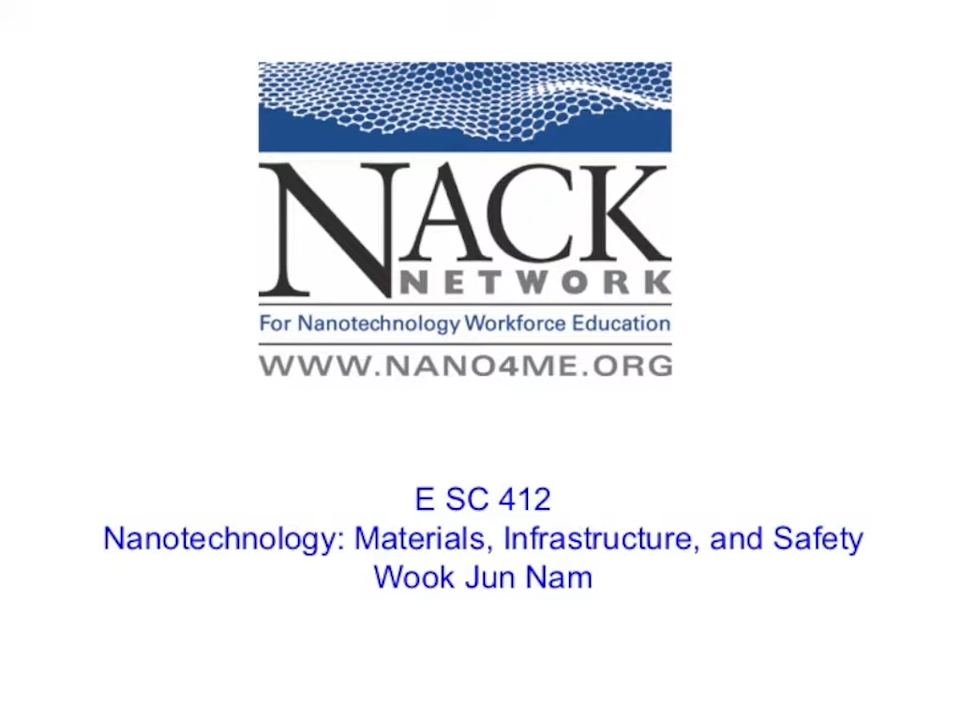 NACK
NETWORK
For Nanotechnology Workforce Education
WWW.NANO4ME.ORG
E SC 412
Nanotechnology: Materials, Infrastructure, and Safety
Wook Jun Nam